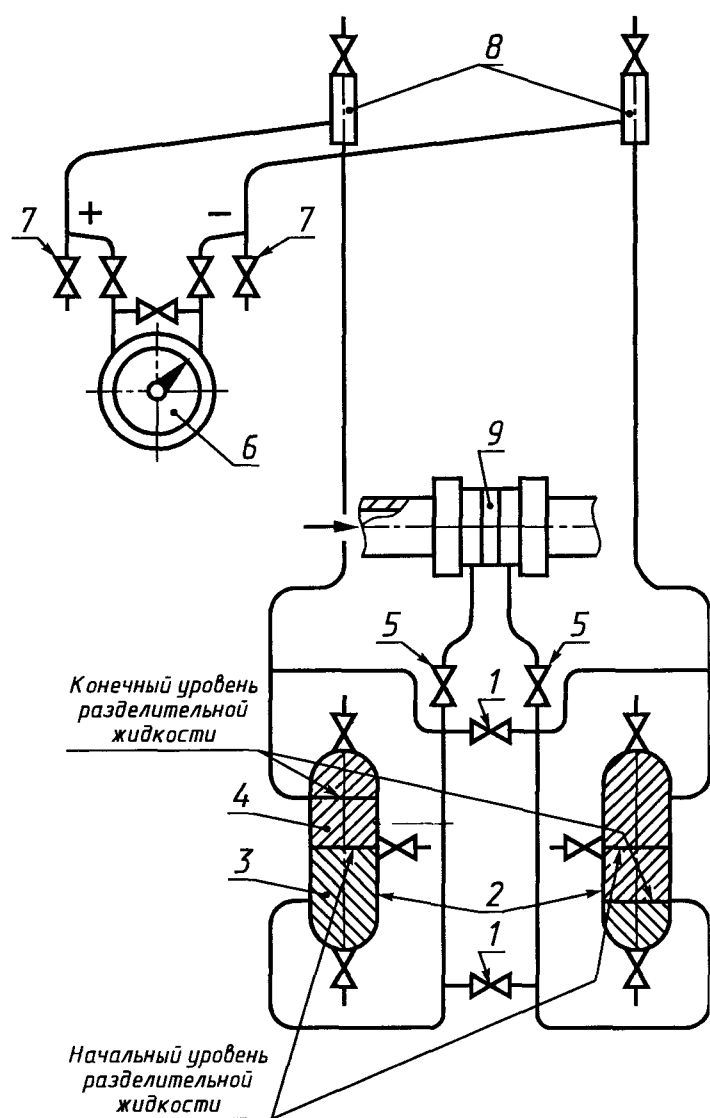 8
7
+
−
7
6
9
5
5
1
Конечный уровень
разделительной
жидкости
4
3
2
1
Начальный уровень
разделительной
жидкости